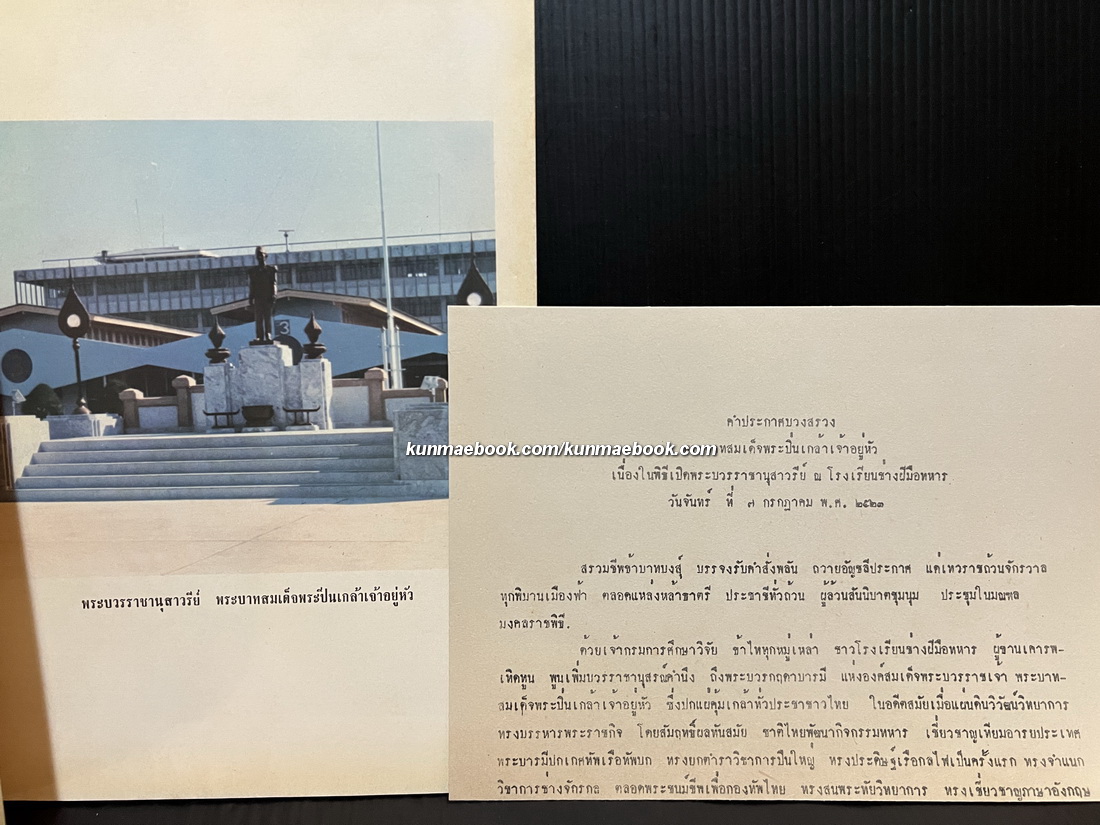 3
พระบวรราชานุสาวรีย์ พระบาทสมเด็จพระปิ่นเกล้าเจ้าอยู่หัว
kunmaebook.com/kunmaebook.com
คำประกาศบวงสรวง
บาทสมเด็จพระปิ่นเกล้าเจ้าอยู่หัว
เนื่องในพิธีเปิดพระบวรราชานุสาวรีย์ ณ โรงเรียนช่างฝีมือทหาร
วันจันทร์ ที่ ๗ กรกฎาคม พ.ศ. ๒๕๒๓
สรวมชีพข้าบาทบงสุ์ บรรจงรับคำสั่งพลัน ถวายอัญชลีประกาศ แด่เทวราชถ้วนจักรวาล
ทุกพิมานเมืองฟ้า ตลอดแหล่งหล้าธาตรี ประชาชีทั่วถ้วน ผู้ล้วนสันนิบาตชุมนุม ประชุมในมณฑล
มงคลราชพิธี.
ด้วยเจ้ากรมการศึกษาวิจัย ข้าไททุกหมู่เหล่า ชาวโรงเรียนช่างฝีมือทหาร ผู้ขานเคารพ-
เทิดทูน พูนเพิ่มบวรราชานุสรณ์คำนึง ถึงพระบวรกฤดาบารมี แห่งองค์สมเด็จพระบวรราชเจ้า พระบาท-
สมเด็จพระปิ่นเกล้าเจ้าอยู่หัว ซึ่งปกแผ่คุ้มเกล้าทั่วประชาชาวไทย ในอดีตสมัยเมื่อแผ่นดินวิวัฒน์วิทยาการ
ทรงบรรหารพระราชกิจ โดยสัมฤทธิ์ผลทันสมัย ชาติไทยพัฒนากิจกรรมทหาร เชี่ยวชาญเทียมอารยประเทศ
พระบารมีปกเกศทัพเรือทัพบก ทรงยกตำราวิชาการปืนใหญ่ ทรงประดิษฐ์เรือกลไฟเป็นครั้งแรก ทรงจำแนก
วิชาการช่างจักรกล ตลอดพระชนม์ชีพเพื่อกองทัพไทย ทรงสนพระทัยวิทยาการ ทรงเชี่ยวชาญภาษาอังกฤษ